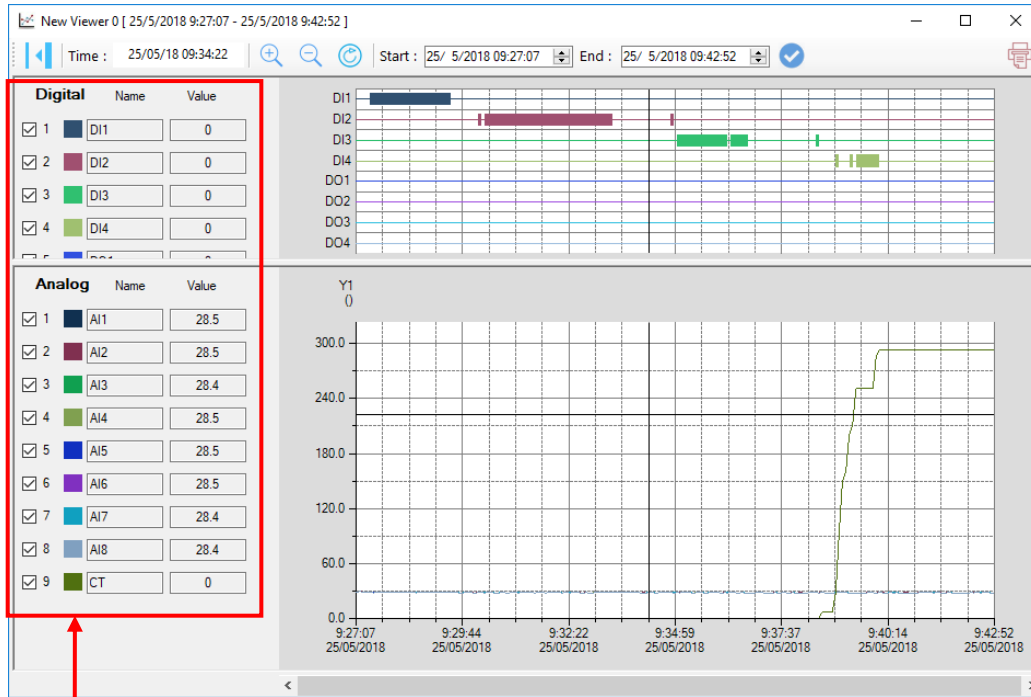 New Viewer 0 [ 25/5/2018 9:27:07 - 25/5/2018 9:42:52 ]
Time : 25/05/18 09:34:22 Start : 25/ 5/2018 09:27:07 End : 25/ 5/2018 09:42:52
Digital Name Value
1 DI1 0
2 DI2 0
3 DI3 0
4 DI4 0
DI1
DI2
DI3
DI4
DO1
DO2
DO3
DO4
Analog Name Value
1 AI1 28.5
2 AI2 28.5
3 AI3 28.4
4 AI4 28.5
5 AI5 28.5
6 AI6 28.5
7 AI7 28.4
8 AI8 28.4
9 CT 0
Y1
()
300.0
240.0
180.0
120.0
60.0
0.0
9:27:07 9:29:44 9:32:22 9:34:59 9:37:37 9:40:14 9:42:52
25/05/2018 25/05/2018 25/05/2018 25/05/2018 25/05/2018 25/05/2018 25/05/2018